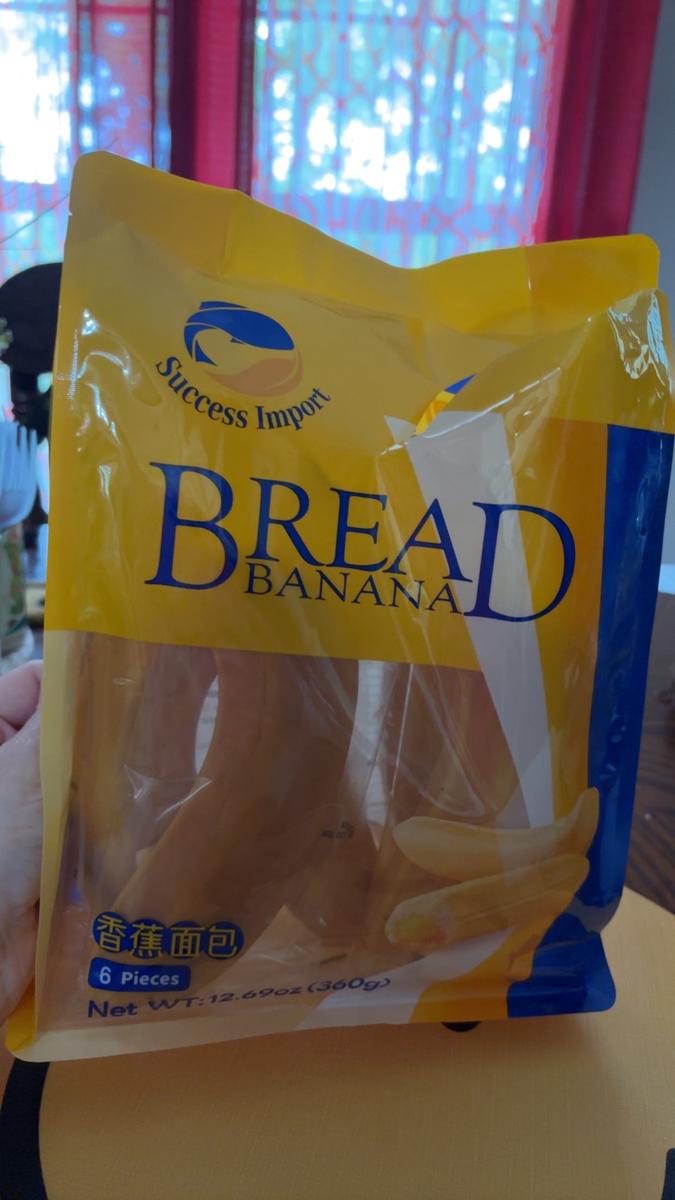 Success Import
BREAD
BANANA
香蕉面包
6 Pieces
Net WT: 12.69oz (360g)